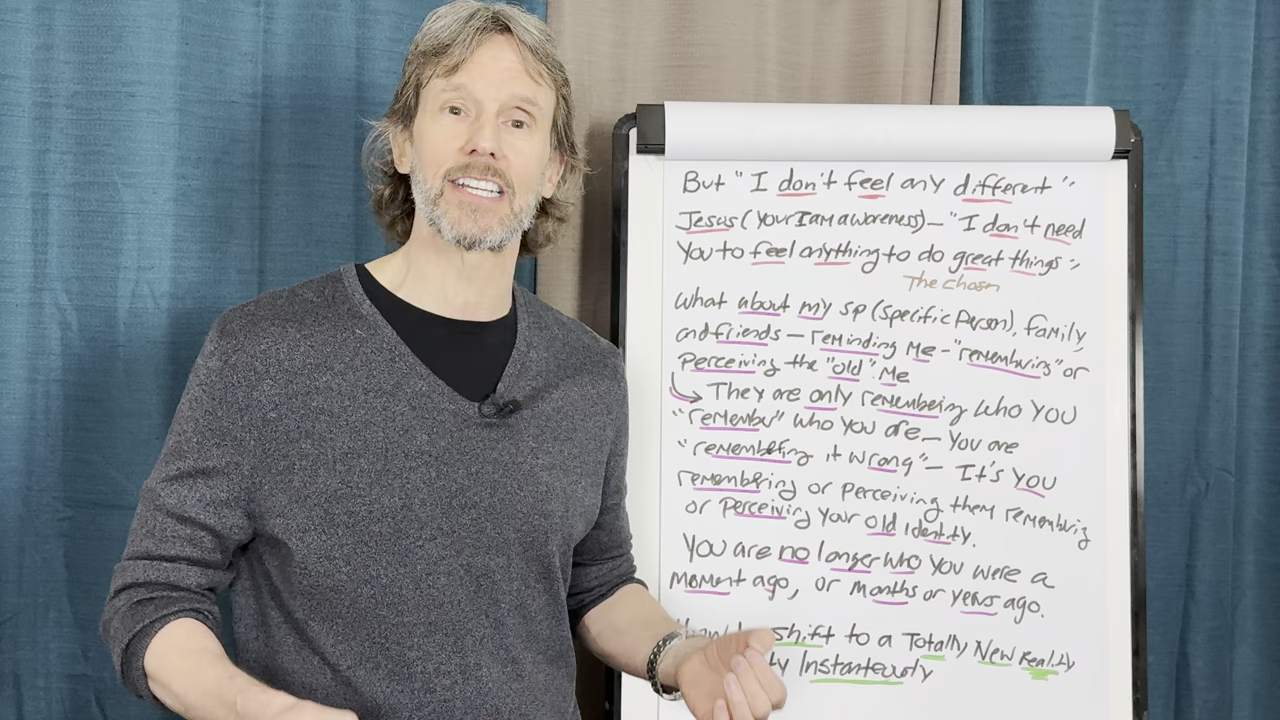 But "I don't feel any different"
Jesus (Your I am awareness) – "I don't need
You to feel anything to do great things"
The Chosen
What about my sp (Specific Person), family,
and friends – reminding Me – "remembering" or
Perceiving the "old" Me
They are only remembering who YOU
"remember" who you are – You are
"remembering it wrong" – It's you
remembering or perceiving them remembering
or perceiving your old identity.
You are no longer who you were a
Moment ago, or months or years ago.
shift to a Totally New Reality
Instantly